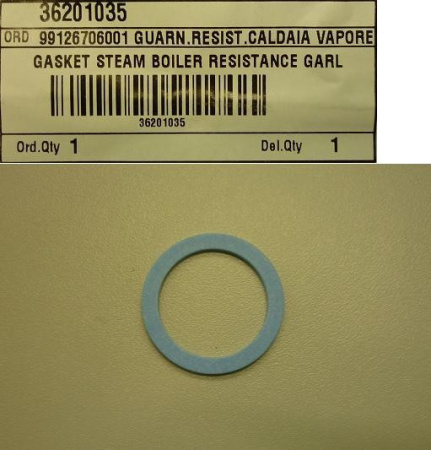 36201035
ORD 99126706001 GUARN.RESIST.CALDAIA VAPORE
GASKET STEAM BOILER RESISTANCE GARL
36201035
Ord.Qty 1 Del.Qty 1